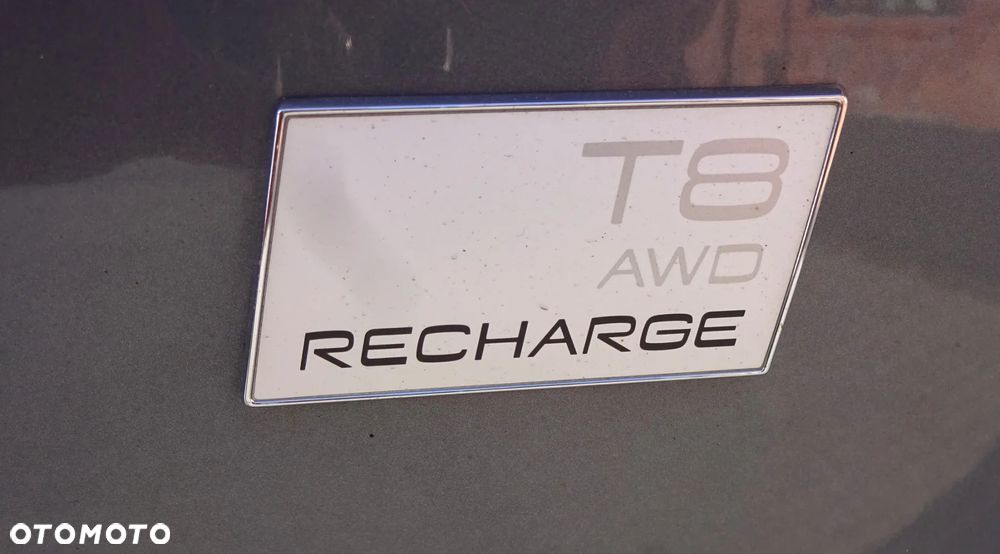 T8
AWD
RECHARGE
OTOMOTO